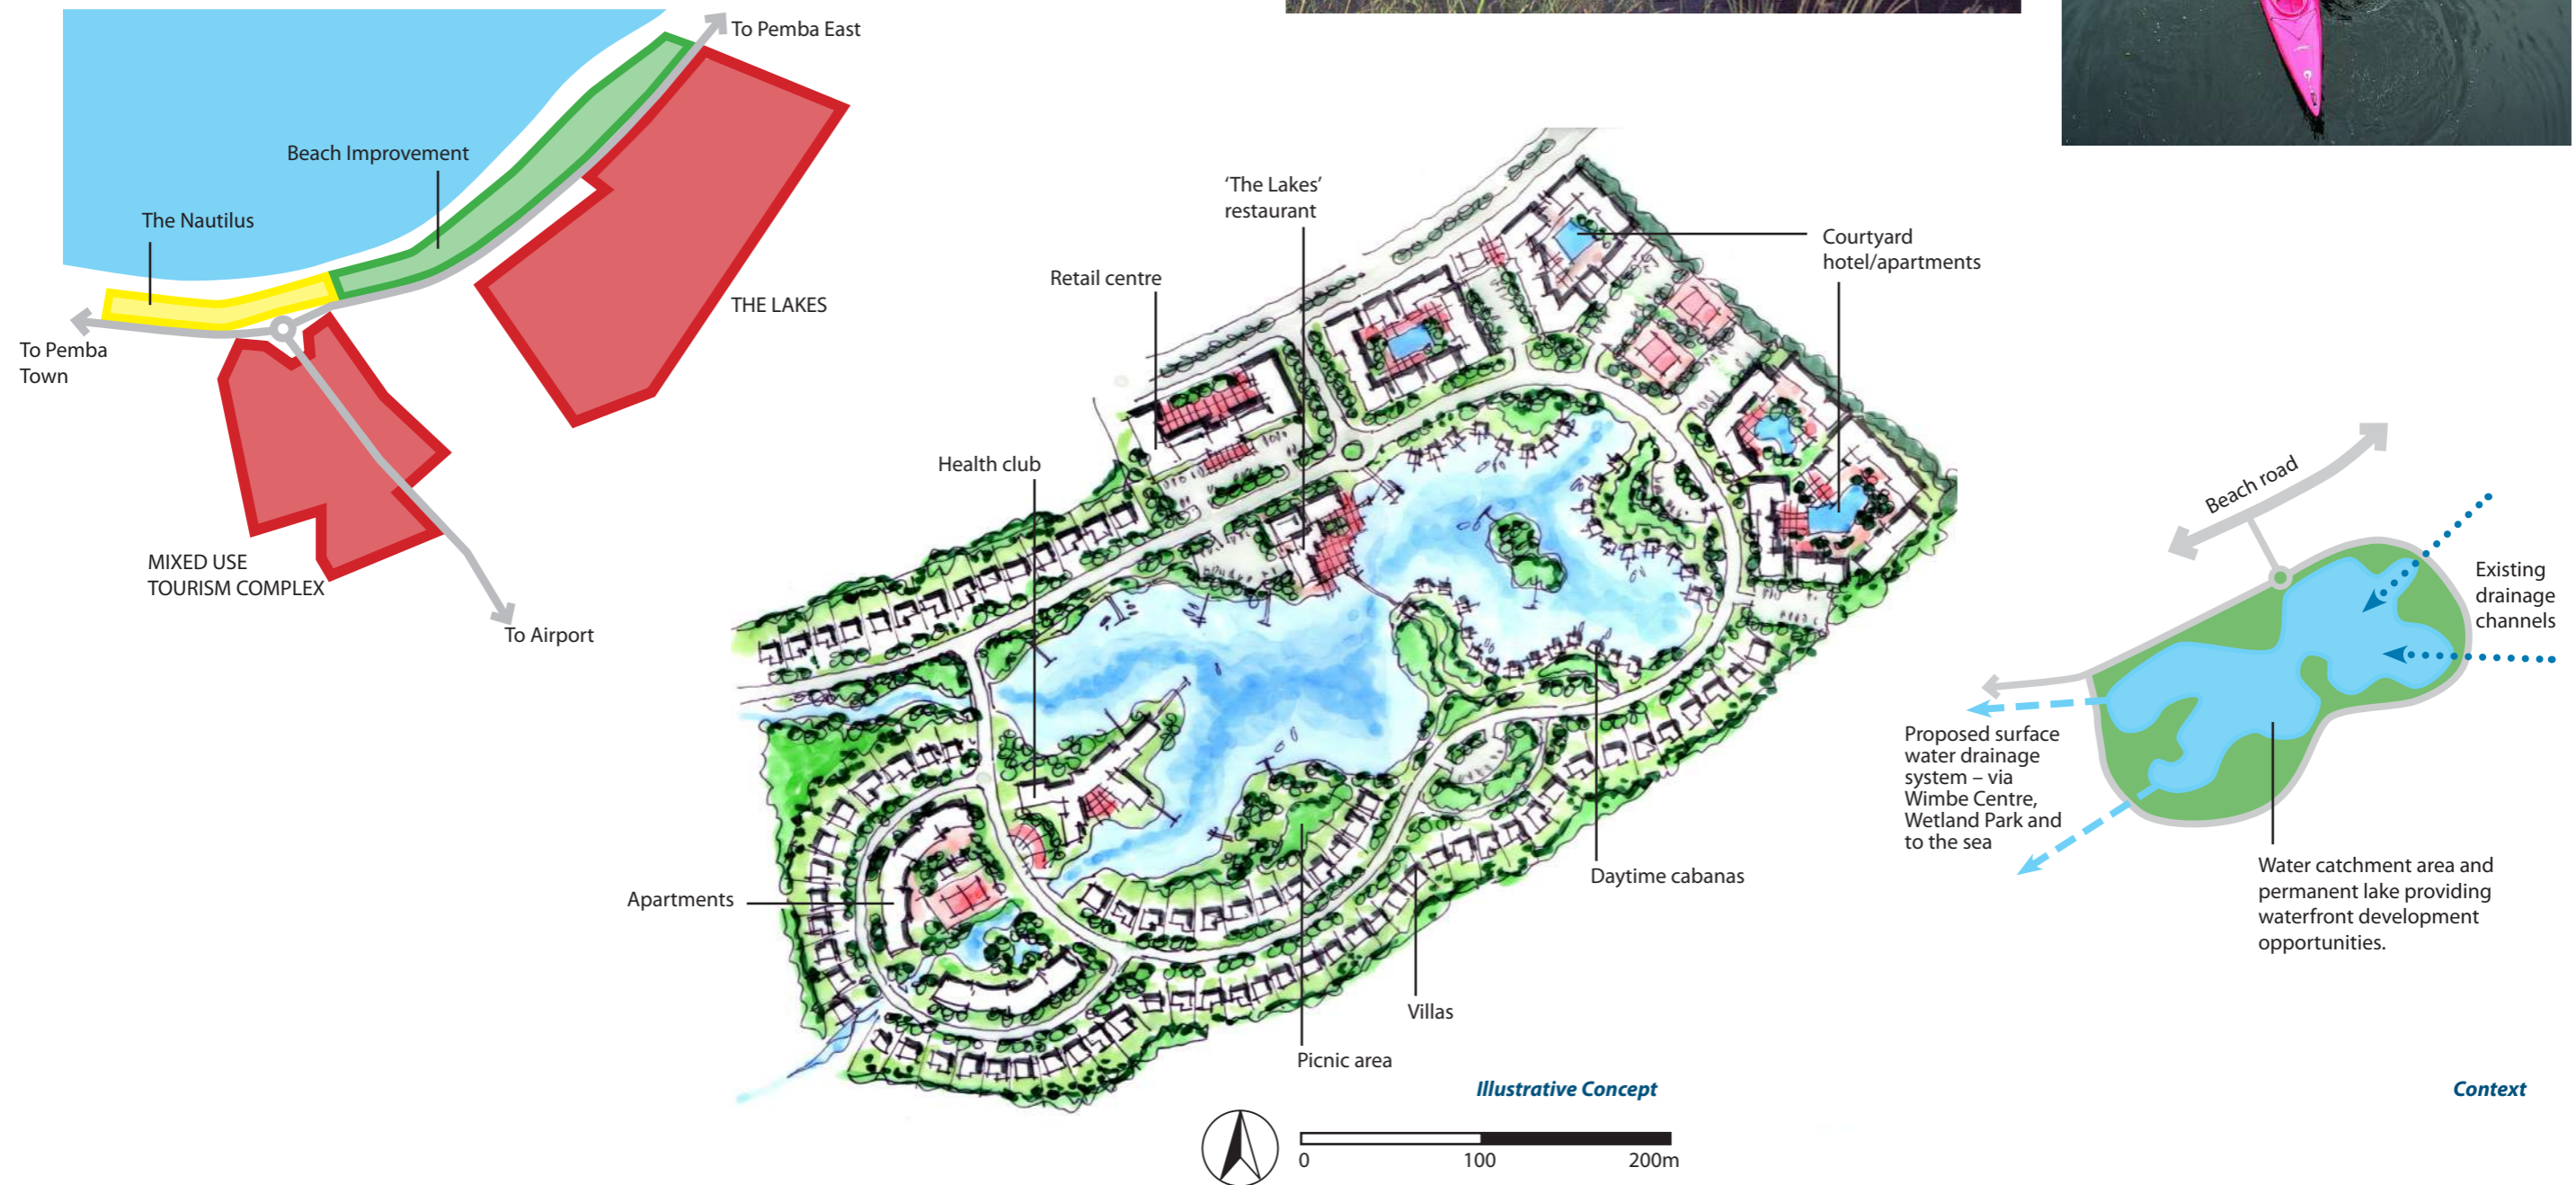 To Pemba East
Beach Improvement
The Nautilus
THE LAKES
To Pemba
Town
MIXED USE
TOURISM COMPLEX
To Airport
'The Lakes'
restaurant
Retail centre
Courtyard
hotel/apartments
Health club
Apartments
Daytime cabanas
Villas
Picnic area
Illustrative Concept
0
100
200m
Beach road
Existing
drainage
channels
Proposed surface
water drainage
system – via
Wimbe Centre,
Wetland Park and
to the sea
Water catchment area and
permanent lake providing
waterfront development
opportunities.
Context